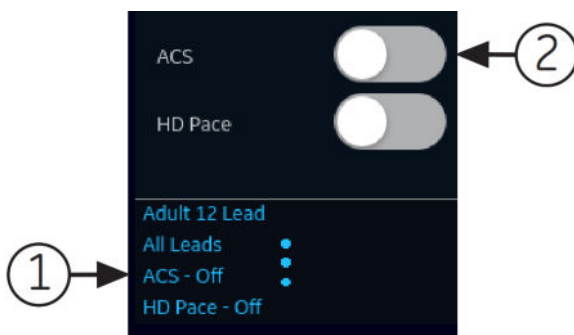 ACS
2
HD Pace
Adult 12 Lead
All Leads
1
ACS - Off
HD Pace - Off